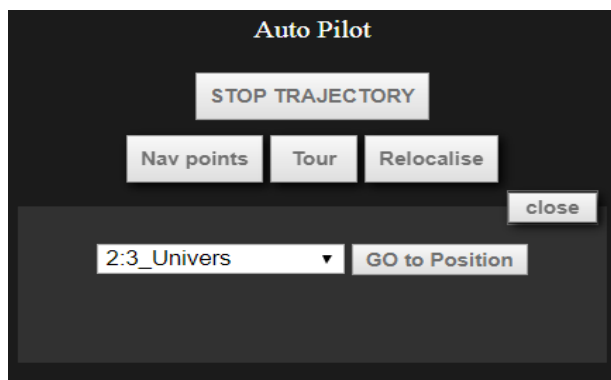 Auto Pilot
STOP TRAJECTORY
Nav points Tour Relocalise
close
2:3_Univers GO to Position